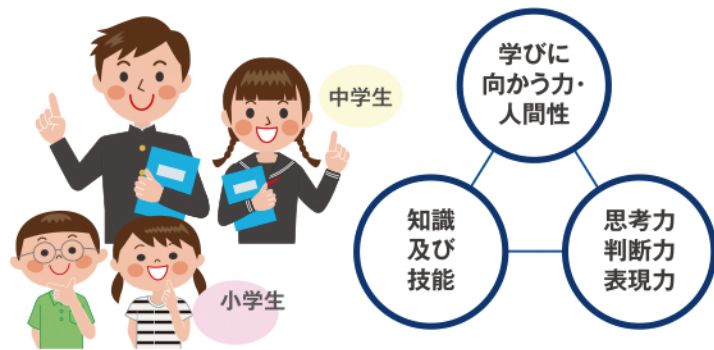 中学生
小学生
学びに
向かう力・
人間性
知識
及び
技能
思考力
判断力
表現力